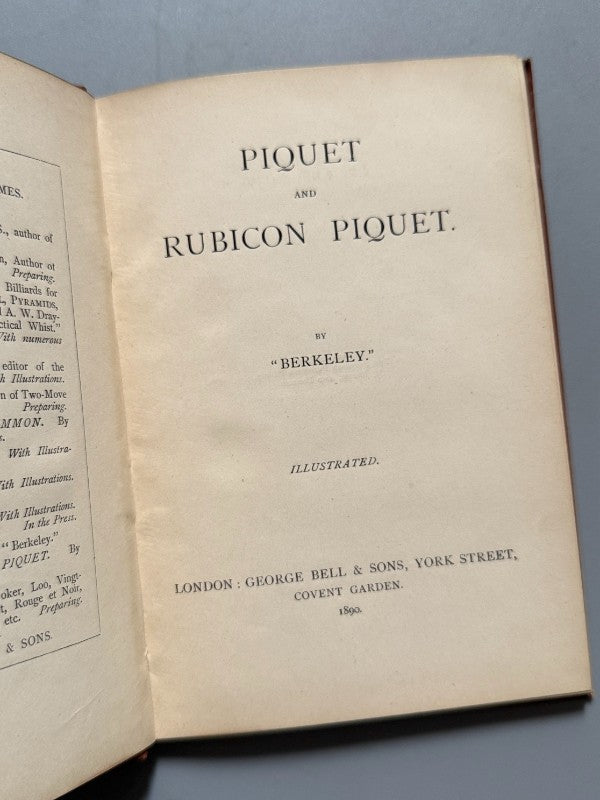 MES.
S., author of
n, Author of
Preparing.
Billiards for
PYRAMIDS,
A. W. Dray-
ctical Whist."
With numerous
editor of the
h Illustrations.
n of Two-Move
Preparing.
MMON. By
s.
With Illustra-
With Illustrations.
With Illustrations.
In the Press.
"Berkeley."
PIQUET. By
oker, Loo, Vingt-
t, Rouge et Noir,
etc. Preparing.
& SONS.
PIQUET
AND
RUBICON PIQUET.
BY
"BERKELEY."
ILLUSTRATED.
LONDON: GEORGE BELL & SONS, YORK STREET,
COVENT GARDEN.
1890.